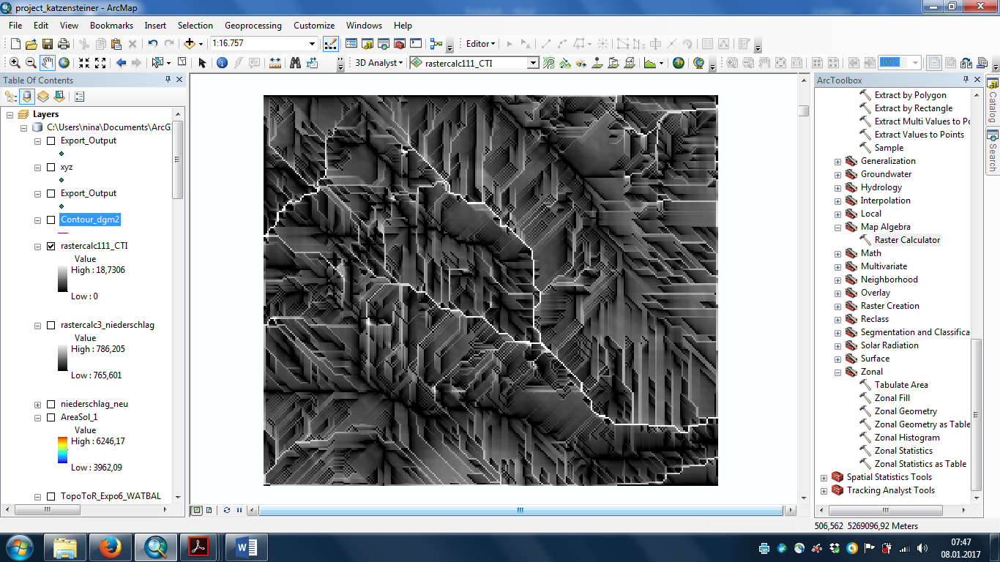 project_katzensteiner - ArcMap
File Edit View Bookmarks Insert Selection Geoprocessing Customize Windows Help
1:16.757
Editor
3D Analyst
rastercalc111_CTI
100%
Table Of Contents
Layers
C:\Users\nina\Documents\ArcG
Export_Output
xyz
Export_Output
Contour_dgm2
rastercalc111_CTI
Value
High : 18,7306
Low : 0
rastercalc3_niederschlag
Value
High : 786,205
Low : 765,601
niederschlag_neu
AreaSol_1
Value
High : 6246,17
Low : 3962,09
TopoToR_Expo6_WATBAL
ArcToolbox
Extract by Polygon
Extract by Rectangle
Extract Multi Values to Po
Extract Values to Points
Sample
Generalization
Groundwater
Hydrology
Interpolation
Local
Map Algebra
Raster Calculator
Math
Multivariate
Neighborhood
Overlay
Raster Creation
Reclass
Segmentation and Classifica
Solar Radiation
Surface
Zonal
Tabulate Area
Zonal Fill
Zonal Geometry
Zonal Geometry as Table
Zonal Histogram
Zonal Statistics
Zonal Statistics as Table
Spatial Statistics Tools
Tracking Analyst Tools
Catalog
Search
506,562 5269096,92 Meters
07:47
08.01.2017